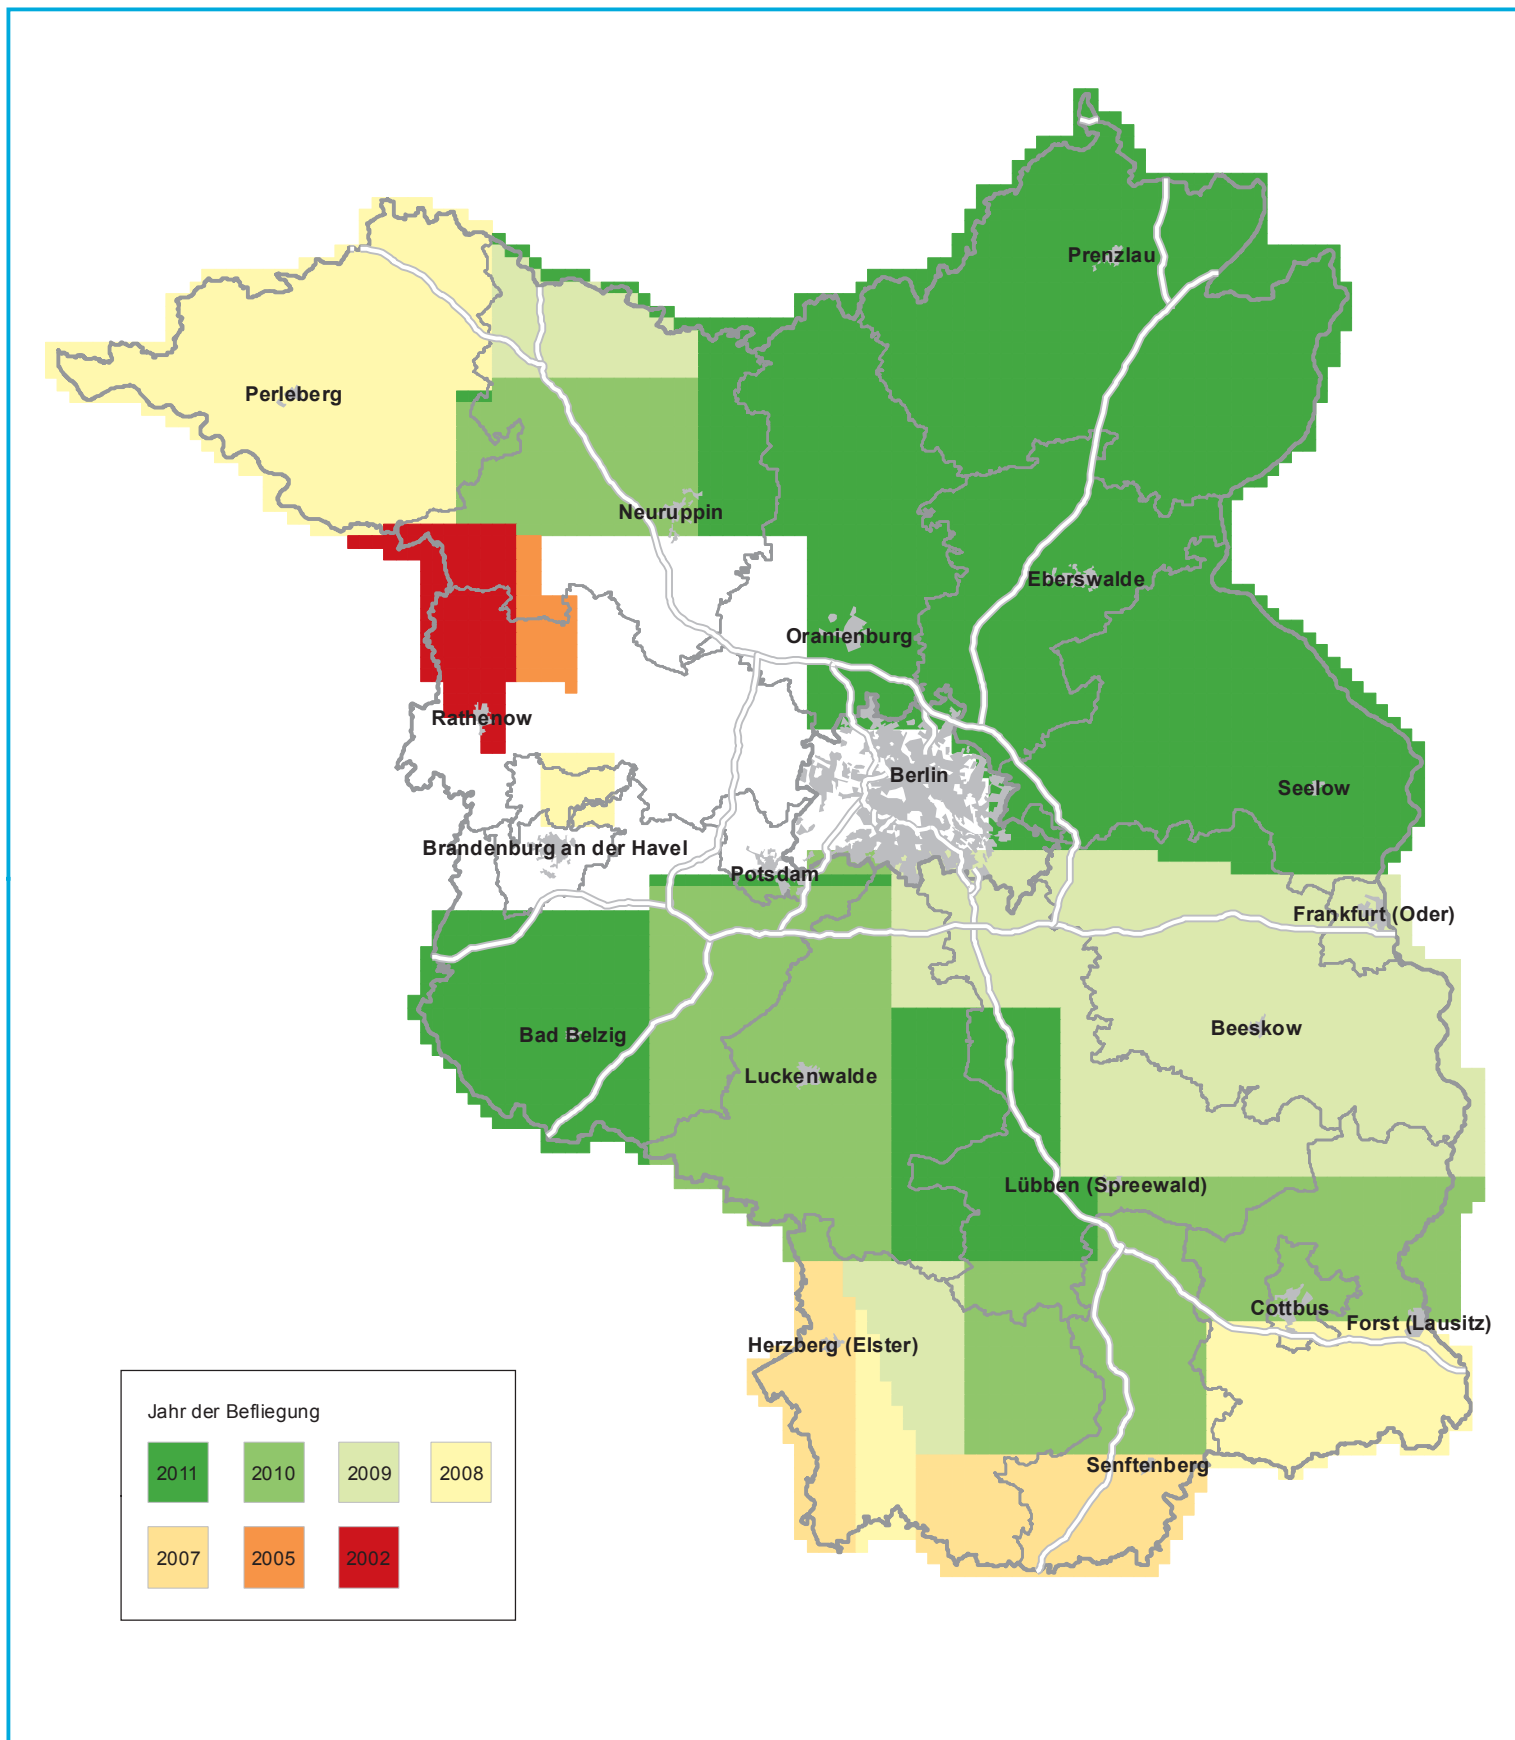 Prenzlau
Perleberg
Neuruppin
Eberswalde
Oranienburg
Rathenow
Berlin
Seelow
Brandenburg an der Havel
Potsdam
Frankfurt (Oder)
Bad Belzig
Beeskow
Luckenwalde
Lübben (Spreewald)
Cottbus
Forst (Lausitz)
Herzberg (Elster)
Senftenberg
Jahr der Befliegung
2011 2010 2009 2008
2007 2005 2002